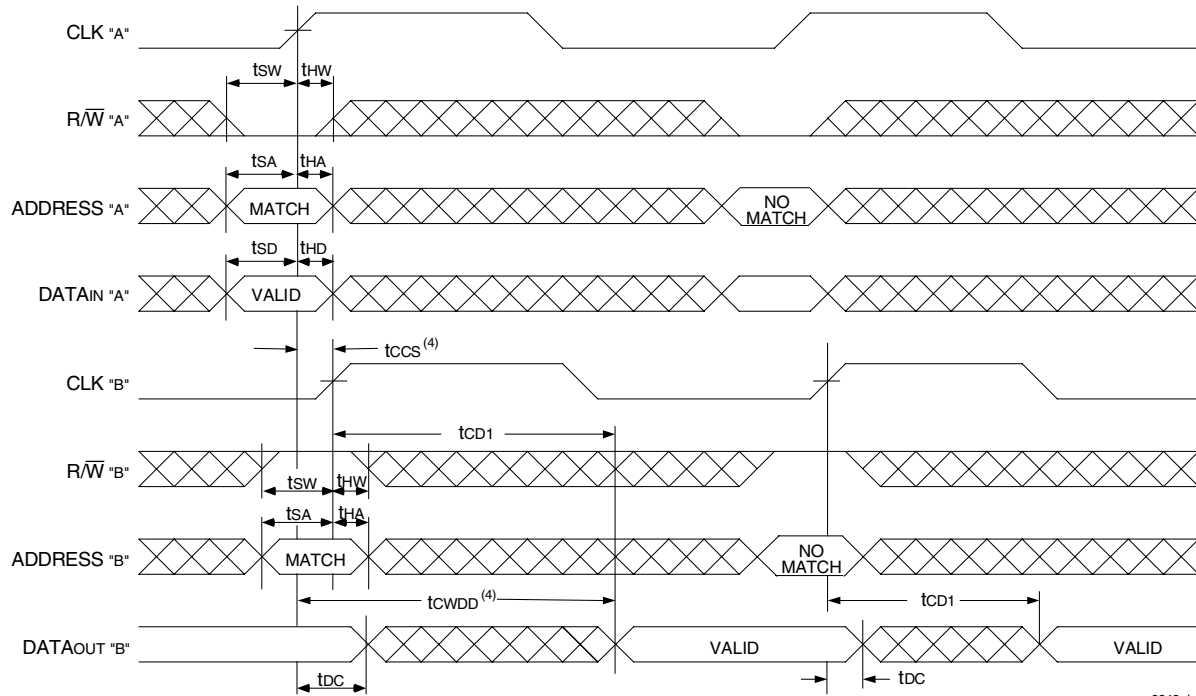 CLK "A"
tSW tHW
R/W̅ "A"
tSA tHA
ADDRESS "A" MATCH NO MATCH
tSD tHD
DATAIN "A" VALID
tCCS (4)
CLK "B"
tCD1
R/W̅ "B"
tSW tHW
tSA tHA
ADDRESS "B" MATCH NO MATCH
tCWDD (4) tCD1
DATAOUT "B" VALID VALID
tDC tDC